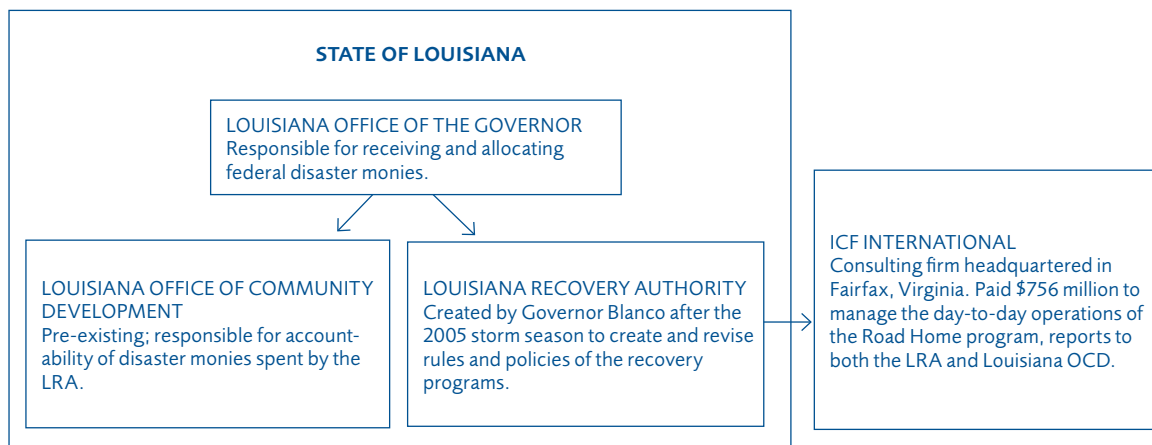 STATE OF LOUISIANA
LOUISIANA OFFICE OF THE GOVERNOR
Responsible for receiving and allocating
federal disaster monies.
LOUISIANA OFFICE OF COMMUNITY
DEVELOPMENT
Pre-existing; responsible for account-
ability of disaster monies spent by the
LRA.
LOUISIANA RECOVERY AUTHORITY
Created by Governor Blanco after the
2005 storm season to create and revise
rules and policies of the recovery
programs.
ICF INTERNATIONAL
Consulting firm headquartered in
Fairfax, Virginia. Paid $756 million to
manage the day-to-day operations of
the Road Home program, reports to
both the LRA and Louisiana OCD.